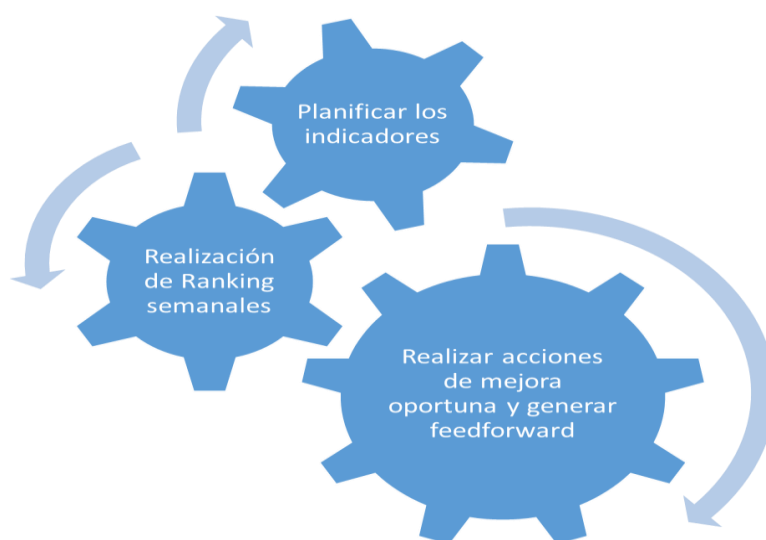 Planificar los
indicadores
Realización
de Ranking
semanales
Realizar acciones
de mejora
oportuna y generar
feedforward